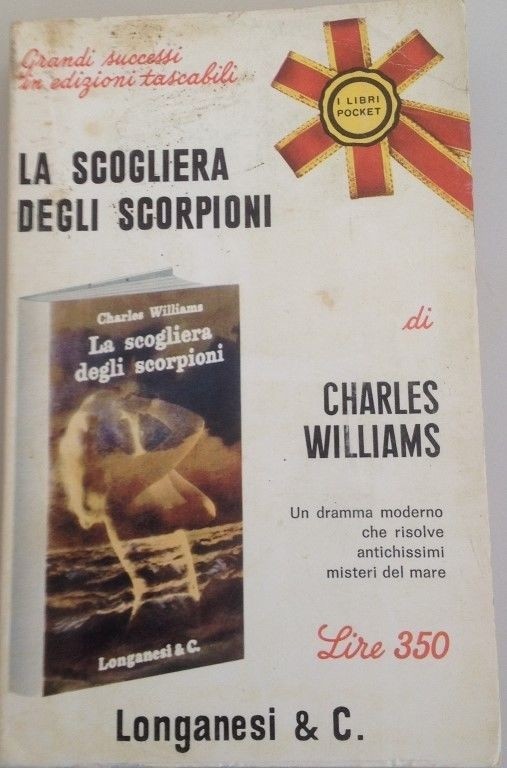 Grandi successi
in edizioni tascabili
I LIBRI
POCKET
LA SCOGLIERA
DEGLI SCORPIONI
Charles Williams
La scogliera
degli scorpioni
Longanesi & C.
di
CHARLES
WILLIAMS
Un dramma moderno
che risolve
antichissimi
misteri del mare
Lire 350
Longanesi & C.